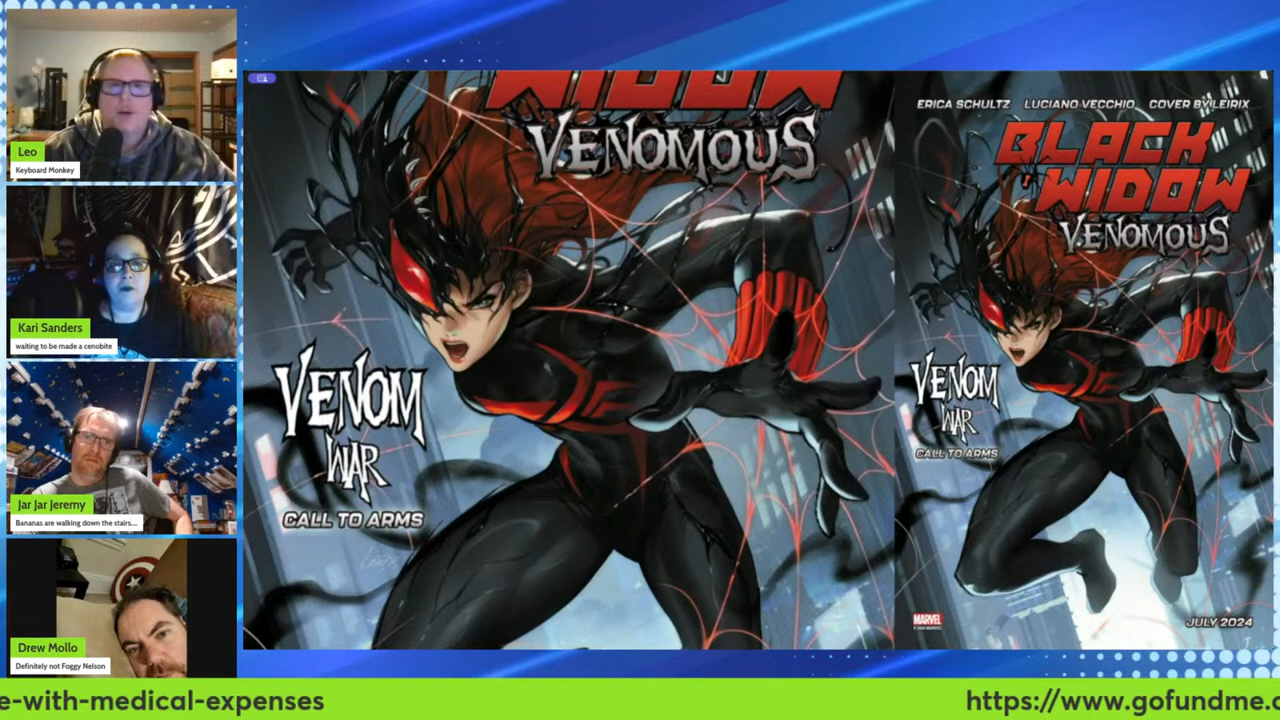 Leo
Keyboard Monkey
Kari Sanders
waiting to be made a cenobite
Jar Jar Jeremy
Bananas are walking down the stairs...
Drew Mollo
Definitely not Foggy Nelson
WIDOW
VENOMOUS
VENOM
WAR
CALL TO ARMS
ERICA SCHULTZ LUCIANO VECCHIO COVER BY LEIRIX
BLACK
WIDOW
VENOMOUS
VENOM
WAR
CALL TO ARMS
MARVEL
JULY 2024
e-with-medical-expenses
https://www.gofundme.c